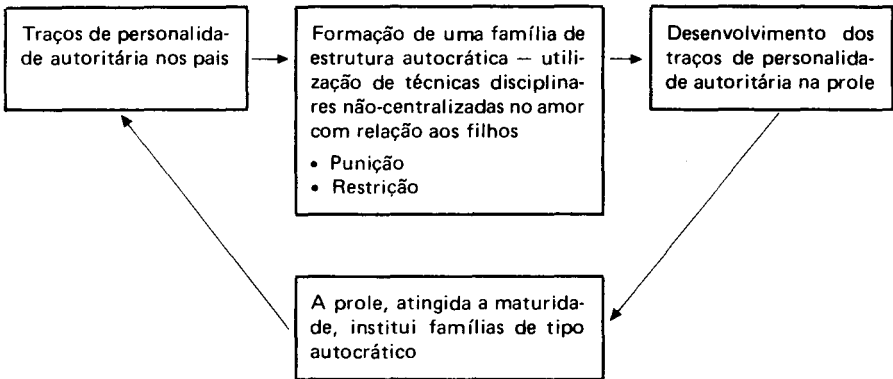 Traços de personalida-
de autoritária nos pais
Formação de uma família de
estrutura autocrática — utili-
zação de técnicas disciplina-
res não-centralizadas no amor
com relação aos filhos
• Punição
• Restrição
Desenvolvimento dos
traços de personalida-
de autoritária na prole
A prole, atingida a maturida-
de, institui famílias de tipo
autocrático